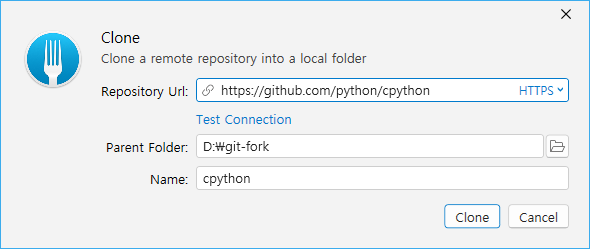 Clone
Clone a remote repository into a local folder
Repository Url: https://github.com/python/cpython HTTPS
Test Connection
Parent Folder: D:₩git-fork
Name: cpython
Clone Cancel